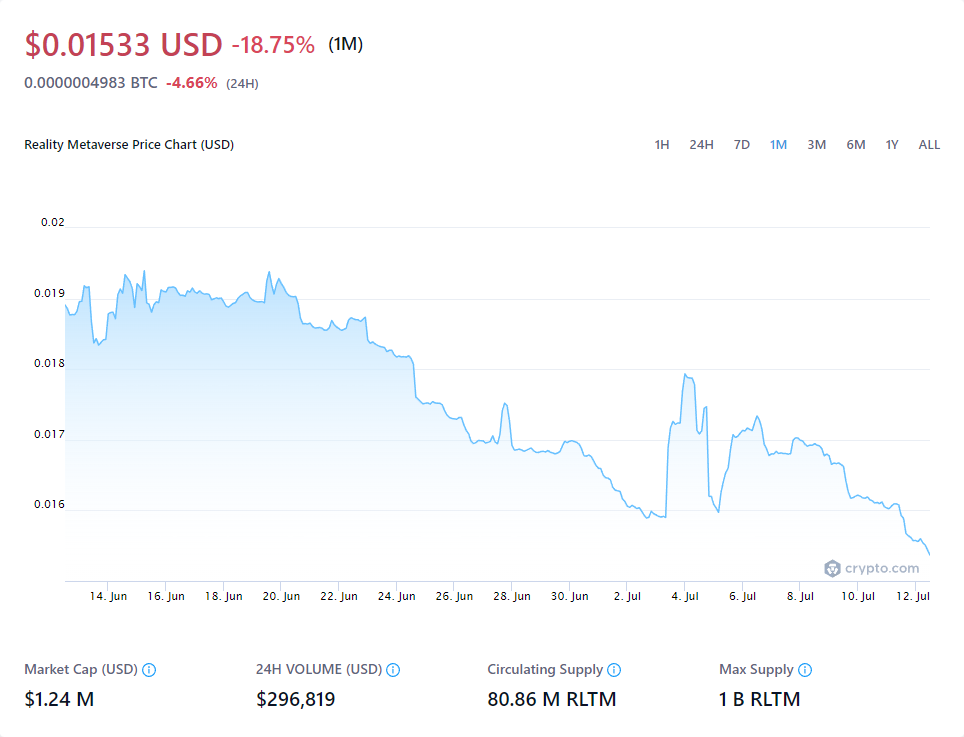 $0.01533 USD -18.75% (1M)
0.0000004983 BTC -4.66% (24H)
Reality Metaverse Price Chart (USD)
1H 24H 7D 1M 3M 6M 1Y ALL
0.02
0.019
0.018
0.017
0.016
crypto.com
14. Jun 16. Jun 18. Jun 20. Jun 22. Jun 24. Jun 26. Jun 28. Jun 30. Jun 2. Jul 4. Jul 6. Jul 8. Jul 10. Jul 12. Jul
Market Cap (USD) 24H VOLUME (USD) Circulating Supply Max Supply
$1.24 M $296,819 80.86 M RLTM 1 B RLTM